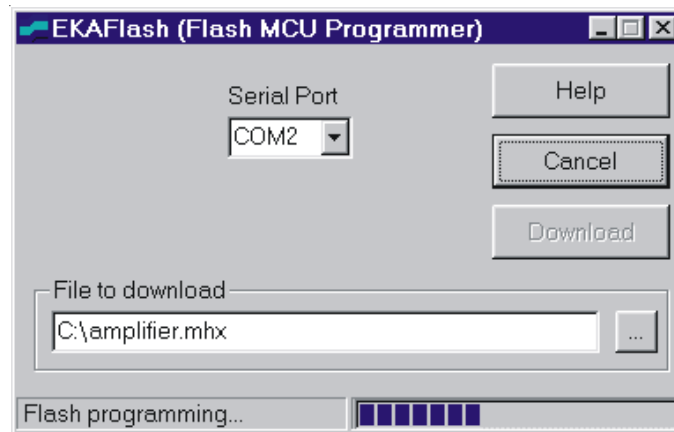 EKAFlash (Flash MCU Programmer)
Serial Port
COM2
Help
Cancel
Download
File to download
C:\amplifier.mhx
...
Flash programming...